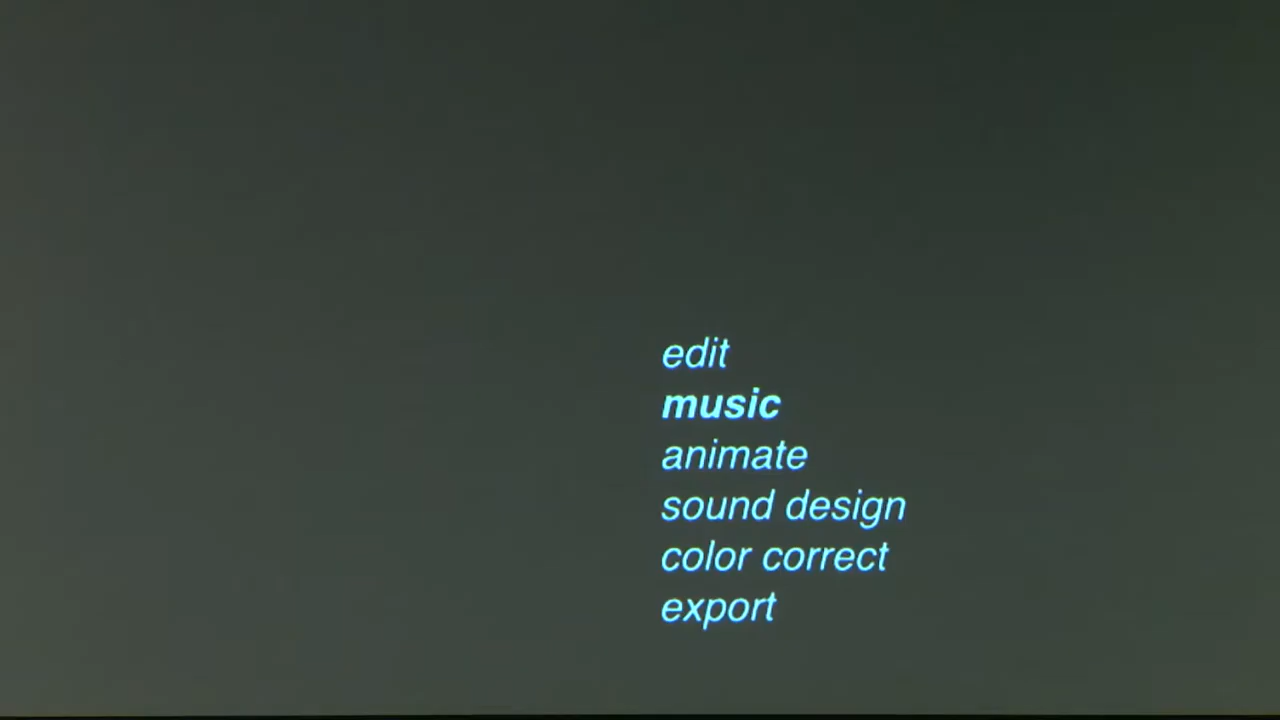 edit
music
animate
sound design
color correct
export